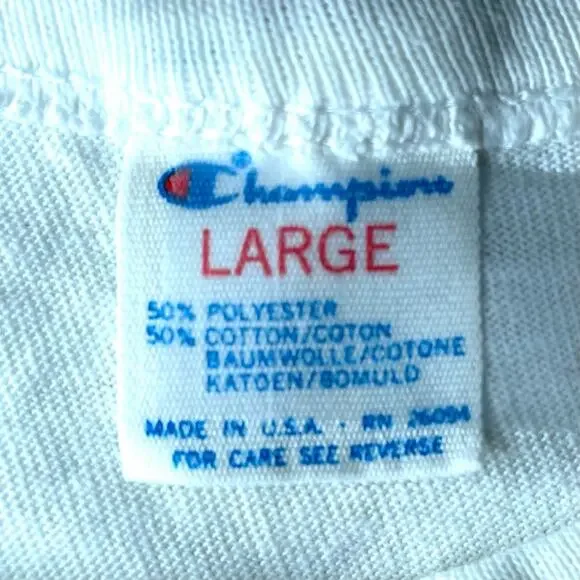 Champion®
LARGE
50% POLYESTER
50% COTTON/COTON
BAUMWOLLE/COTONE
KATOEN/BOMULD
MADE IN U.S.A. - RN 26094
FOR CARE SEE REVERSE